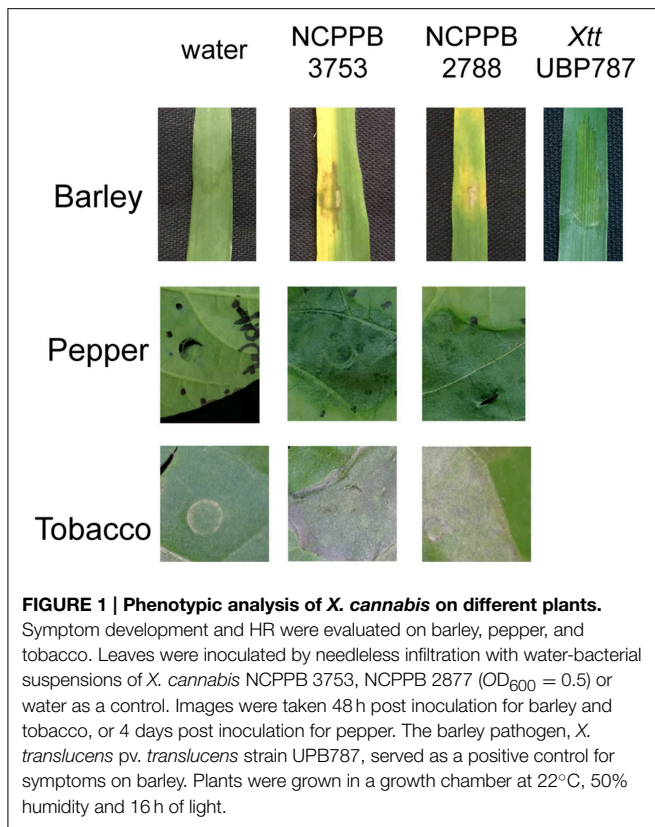 water
NCPPB
3753
NCPPB
2788
Xtt
UBP787
Barley
Pepper
Tobacco
FIGURE 1 | Phenotypic analysis of X. cannabis on different plants.
Symptom development and HR were evaluated on barley, pepper, and
tobacco. Leaves were inoculated by needleless infiltration with water-bacterial
suspensions of X. cannabis NCPPB 3753, NCPPB 2877 (OD600 = 0.5) or
water as a control. Images were taken 48 h post inoculation for barley and
tobacco, or 4 days post inoculation for pepper. The barley pathogen, X.
translucens pv. translucens strain UPB787, served as a positive control for
symptoms on barley. Plants were grown in a growth chamber at 22°C, 50%
humidity and 16 h of light.